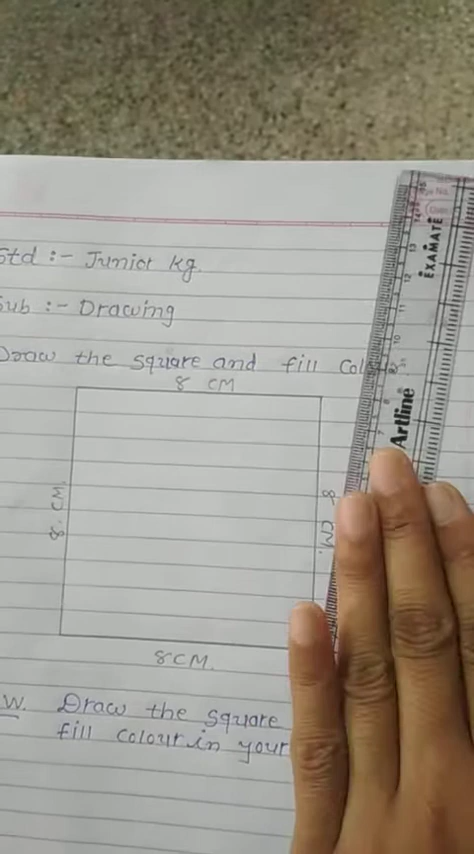 Std :- Junior kg.
Sub :- Drawing
Draw the square and fill
8 CM
8 CM.
8 CM.
8CM.
W. Draw the square
fill colour in your
EXAMATE
Artline